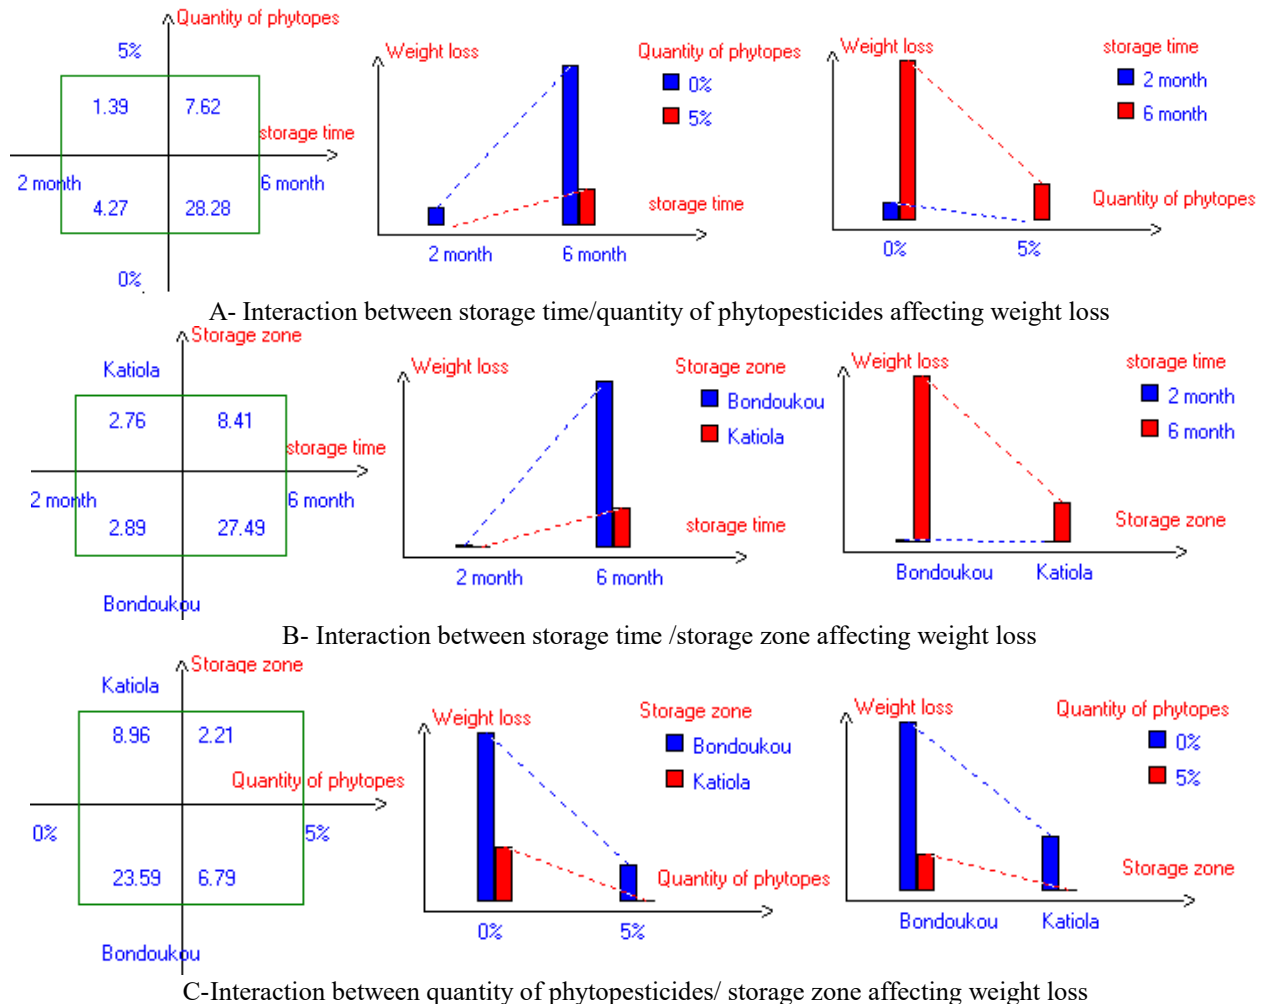 Quantity of phytopes
5%
1.39 7.62
storage time
2 month 6 month
4.27 28.28
0%
Weight loss
Quantity of phytopes
0%
5%
storage time
2 month 6 month
Weight loss
storage time
2 month
6 month
Quantity of phytopes
0% 5%
A- Interaction between storage time/quantity of phytopesticides affecting weight loss
Storage zone
Katiola
2.76 8.41
storage time
2 month 6 month
2.89 27.49
Bondoukou
Weight loss
Storage zone
Bondoukou
Katiola
storage time
2 month 6 month
Weight loss
storage time
2 month
6 month
Storage zone
Bondoukou Katiola
B- Interaction between storage time /storage zone affecting weight loss
Storage zone
Katiola
8.96 2.21
Quantity of phytopes
0% 5%
23.59 6.79
Bondoukou
Weight loss
Storage zone
Bondoukou
Katiola
Quantity of phytopes
0% 5%
Weight loss
Quantity of phytopes
0%
5%
Storage zone
Bondoukou Katiola
C-Interaction between quantity of phytopesticides/ storage zone affecting weight loss